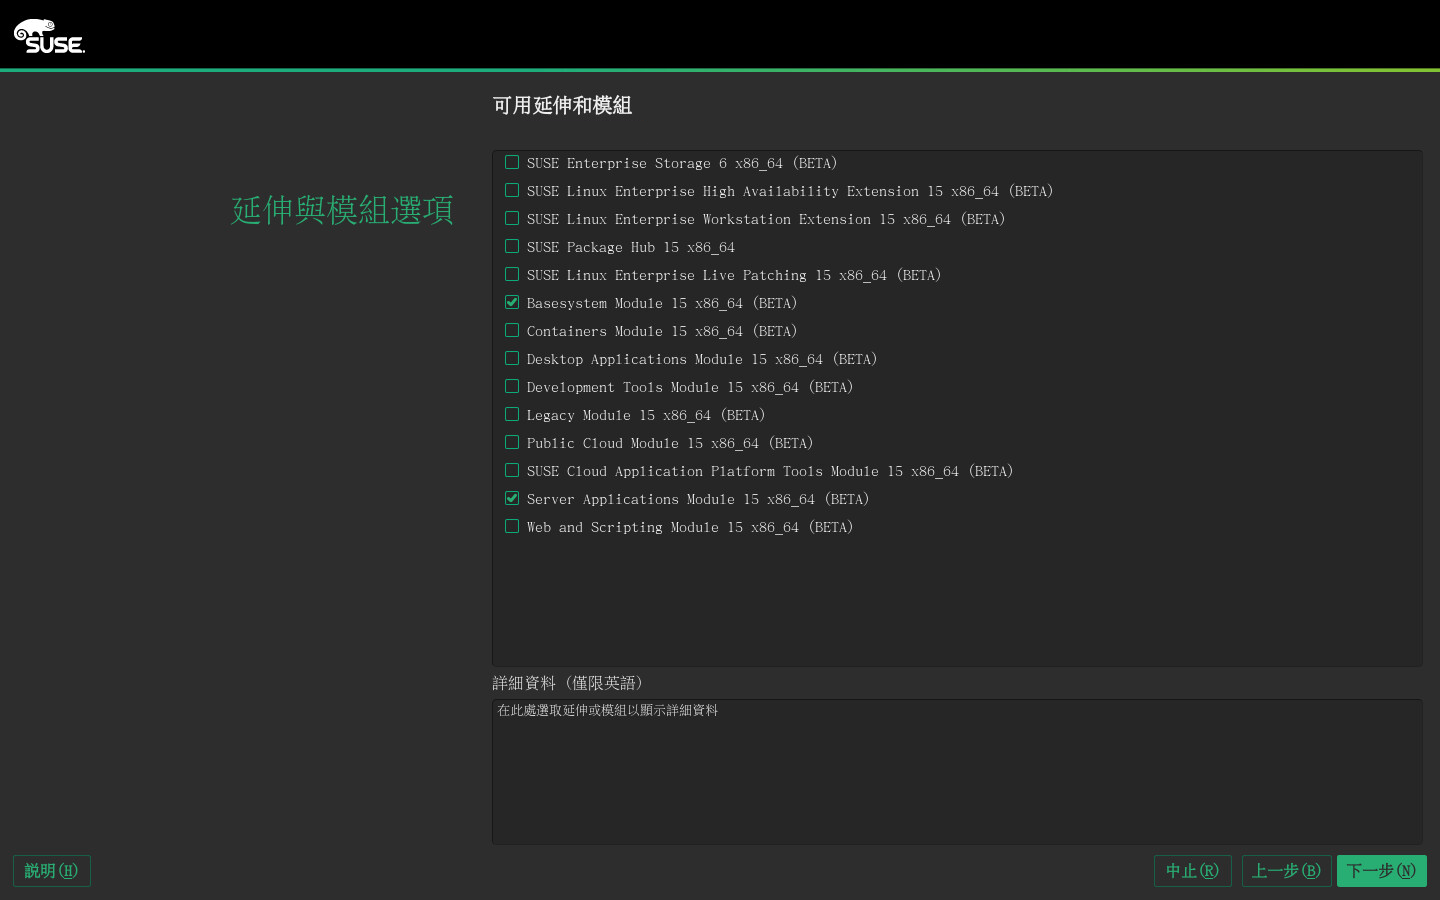 SUSE
可用延伸和模組
延伸與模組選項
SUSE Enterprise Storage 6 x86_64 (BETA)
SUSE Linux Enterprise High Availability Extension 15 x86_64 (BETA)
SUSE Linux Enterprise Workstation Extension 15 x86_64 (BETA)
SUSE Package Hub 15 x86_64
SUSE Linux Enterprise Live Patching 15 x86_64 (BETA)
Basesystem Module 15 x86_64 (BETA)
Containers Module 15 x86_64 (BETA)
Desktop Applications Module 15 x86_64 (BETA)
Development Tools Module 15 x86_64 (BETA)
Legacy Module 15 x86_64 (BETA)
Public Cloud Module 15 x86_64 (BETA)
SUSE Cloud Application Platform Tools Module 15 x86_64 (BETA)
Server Applications Module 15 x86_64 (BETA)
Web and Scripting Module 15 x86_64 (BETA)
詳細資料（僅限英語）
在此處選取延伸或模組以顯示詳細資料
説明(H) 中止(R) 上一步(B) 下一步(N)